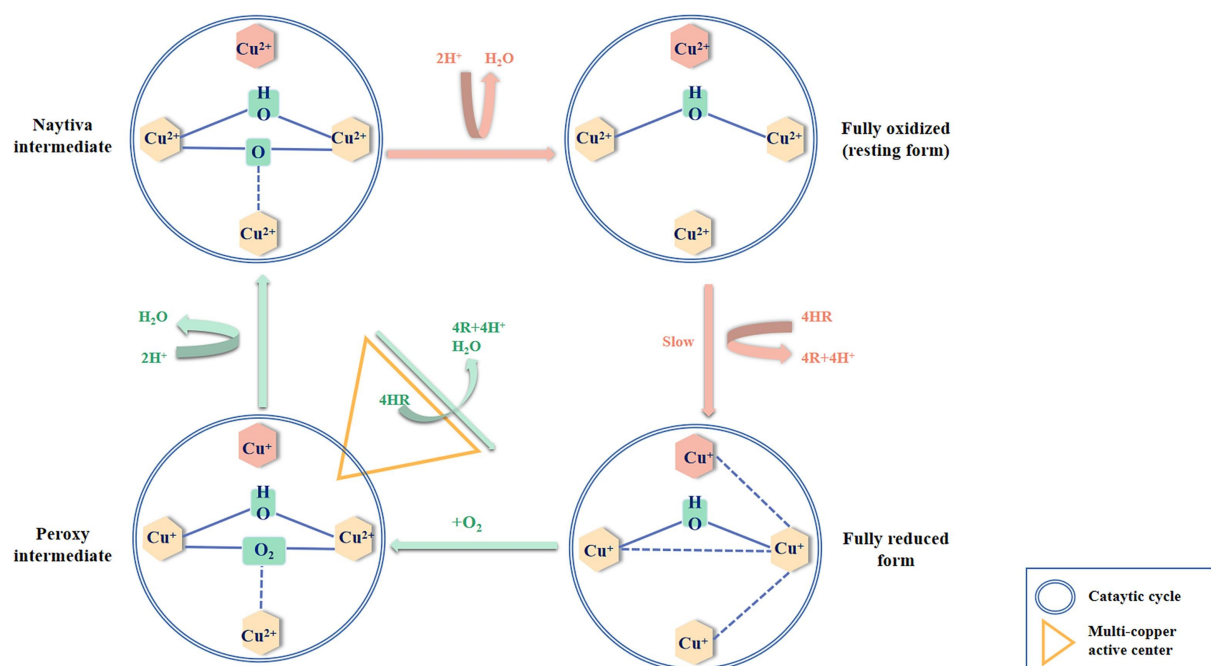 Naytiva
intermediate
Cu²⁺
H
O
Cu²⁺
Cu²⁺
O
Cu²⁺
2H⁺
H₂O
Cu²⁺
H
O
Cu²⁺
Cu²⁺
Cu²⁺
Fully oxidized
(resting form)
H₂O
2H⁺
4R+4H⁺
H₂O
4HR
Slow
4HR
4R+4H⁺
Peroxy
intermediate
Cu⁺
H
O
Cu⁺
Cu²⁺
O₂
Cu²⁺
+O₂
Cu⁺
H
O
Cu⁺
Cu⁺
Cu⁺
Fully reduced
form
Cataytic cycle
Multi-copper
active center